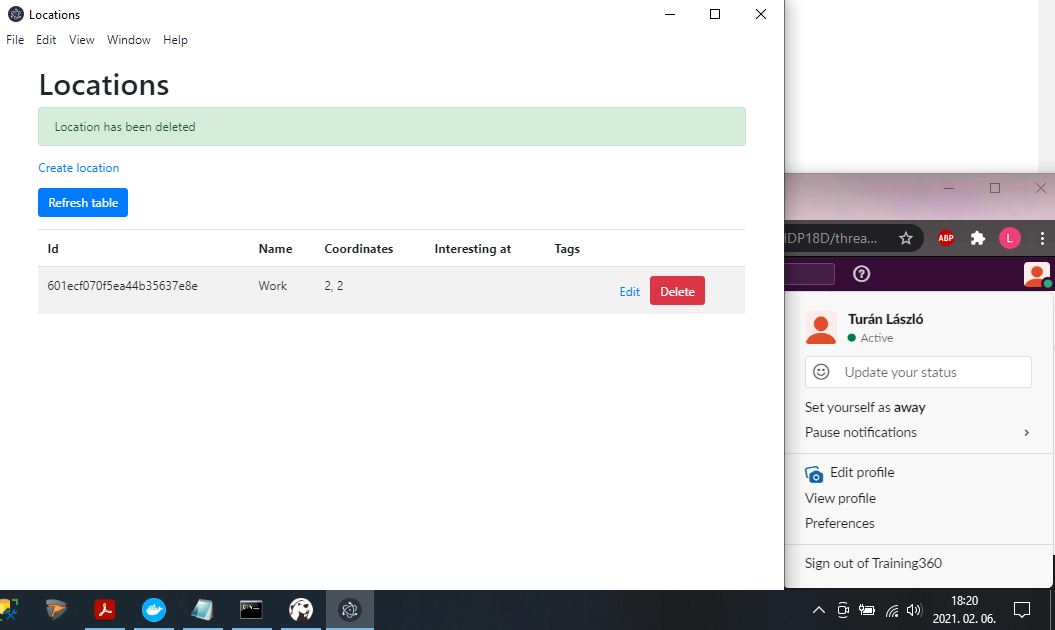 Locations
File Edit View Window Help
Locations
Location has been deleted
Create location
Refresh table
Id Name Coordinates Interesting at Tags
601ecf070f5ea44b35637e8e Work 2, 2 Edit Delete
HDP18D/threa... ABP L
Turán László
Active
Update your status
Set yourself as away
Pause notifications
Edit profile
View profile
Preferences
Sign out of Training360
18:20
2021. 02. 06.